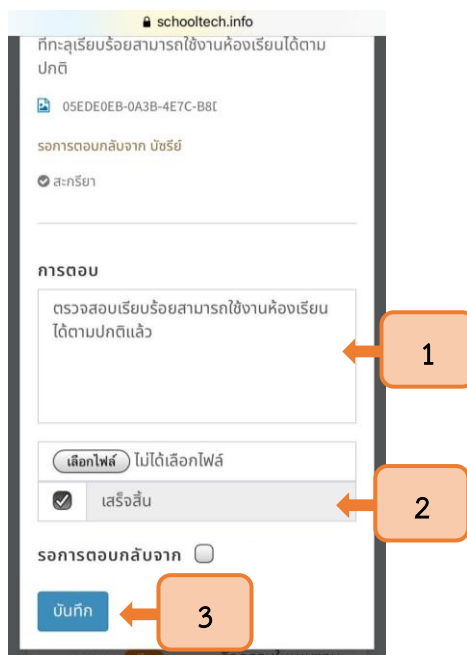 schooltech.info
ที่ทะลุเรียบร้อยสามารถใช้งานห้องเรียนได้ตาม
ปกติ
05EDE0EB-0A3B-4E7C-B8I
รอการตอบกลับจาก บัซรีย์
สะกรียา
การตอบ
ตรวจสอบเรียบร้อยสามารถใช้งานห้องเรียน
ได้ตามปกติแล้ว
1
เลือกไฟล์ ไม่ได้เลือกไฟล์
เสร็จสิ้น
2
รอการตอบกลับจาก
บันทึก
3